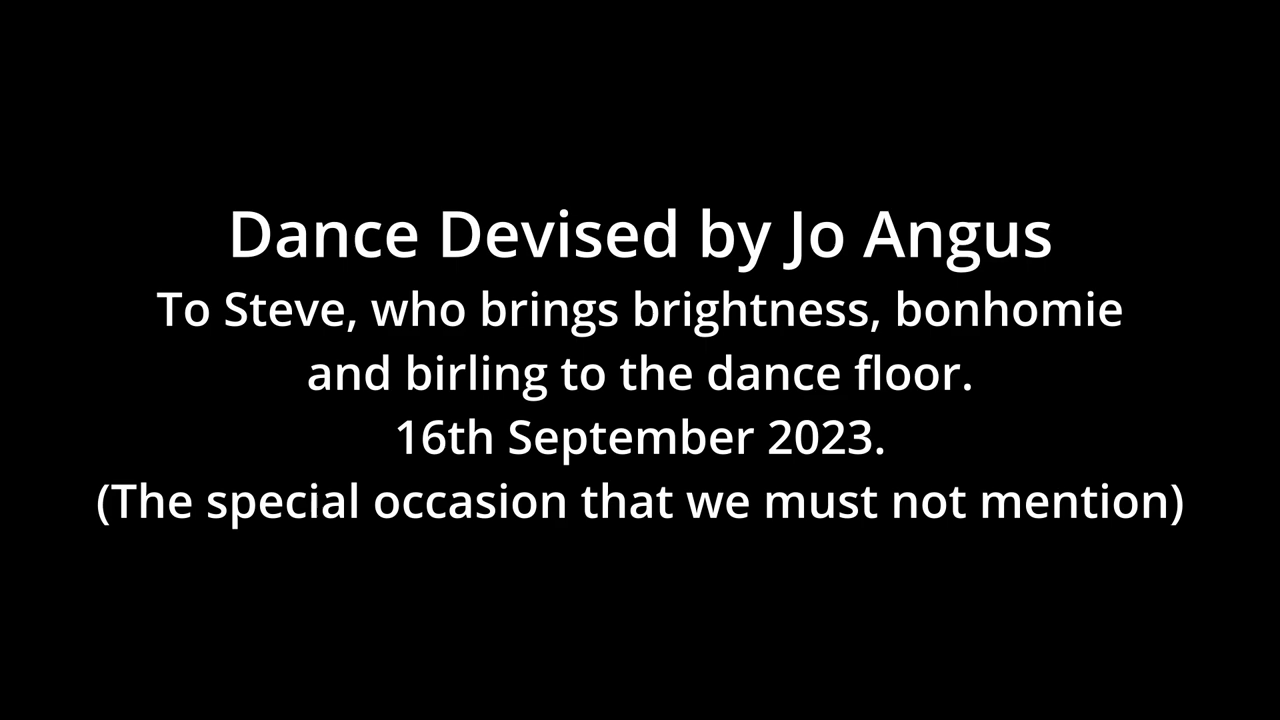 Dance Devised by Jo Angus
To Steve, who brings brightness, bonhomie
and birling to the dance floor.
16th September 2023.
(The special occasion that we must not mention)